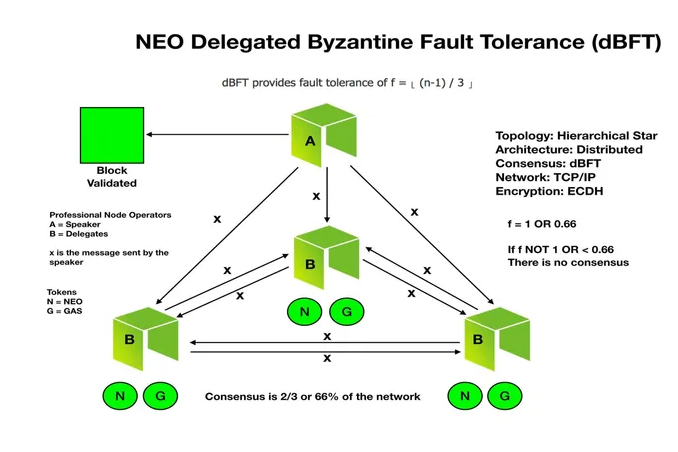 NEO Delegated Byzantine Fault Tolerance (dBFT)
dBFT provides fault tolerance of f = ⌊ (n-1) / 3 ⌋
Block
Validated
A
Topology: Hierarchical Star
Architecture: Distributed
Consensus: dBFT
Network: TCP/IP
Encryption: ECDH
Professional Node Operators
A = Speaker
B = Delegates
x is the message sent by the
speaker
x
x
x
f = 1 OR 0.66
If f NOT 1 OR < 0.66
There is no consensus
B
x
x
x
x
Tokens
N = NEO
G = GAS
N G
B
B
x
x
N G
Consensus is 2/3 or 66% of the network
N G